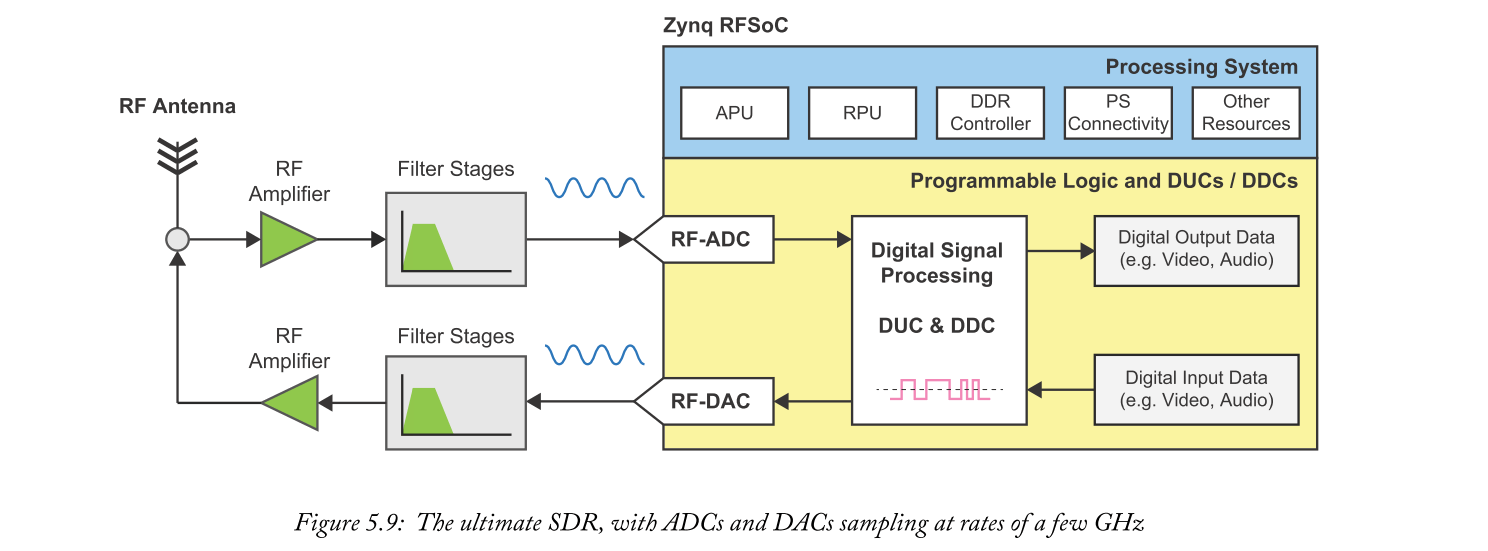 Zynq RFSoC
Processing System
APU
RPU
DDR
Controller
PS
Connectivity
Other
Resources
RF Antenna
RF
Amplifier
Filter Stages
Programmable Logic and DUCs / DDCs
RF-ADC
Digital Signal
Processing
DUC & DDC
Digital Output Data
(e.g. Video, Audio)
RF
Amplifier
Filter Stages
RF-DAC
Digital Input Data
(e.g. Video, Audio)
Figure 5.9: The ultimate SDR, with ADCs and DACs sampling at rates of a few GHz